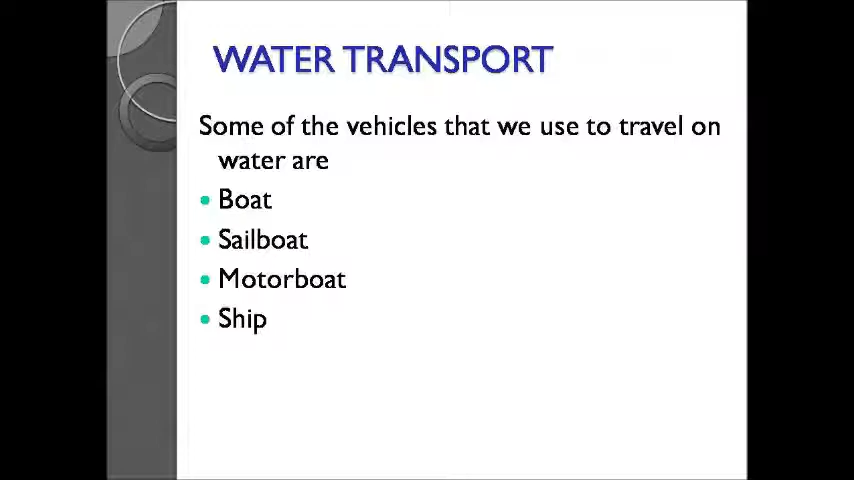 WATER TRANSPORT
Some of the vehicles that we use to travel on
water are
• Boat
• Sailboat
• Motorboat
• Ship